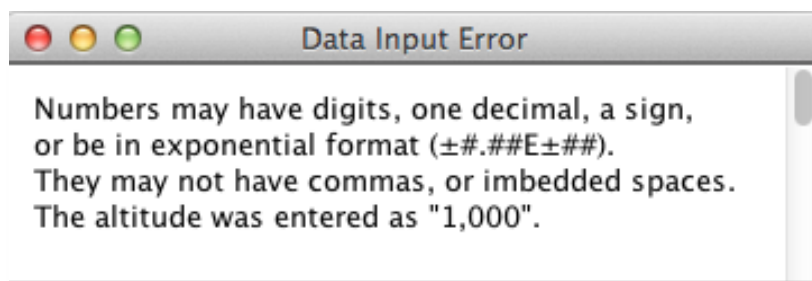 Data Input Error
Numbers may have digits, one decimal, a sign,
or be in exponential format (±#.##E±##).
They may not have commas, or imbedded spaces.
The altitude was entered as "1,000".